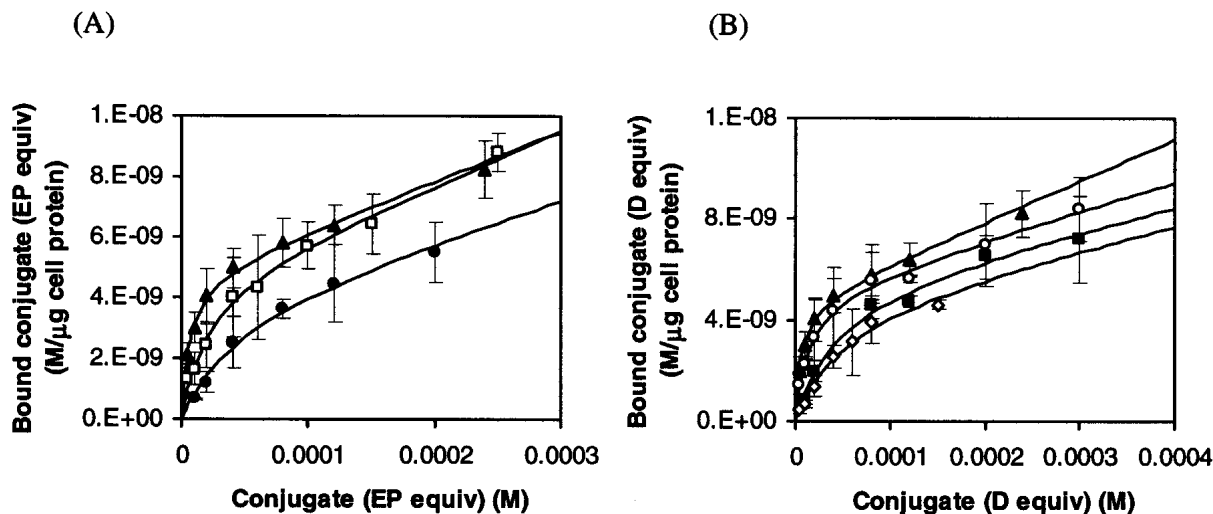 (A)
(B)
Bound conjugate (EP equiv)
(M/µg cell protein)
1.E-08
8.E-09
6.E-09
4.E-09
2.E-09
0.E+00
0
0.0001
0.0002
0.0003
Conjugate (EP equiv) (M)
Bound conjugate (D equiv)
(M/µg cell protein)
1.E-08
8.E-09
4.E-09
0.E+00
0
0.0001
0.0002
0.0003
0.0004
Conjugate (D equiv) (M)